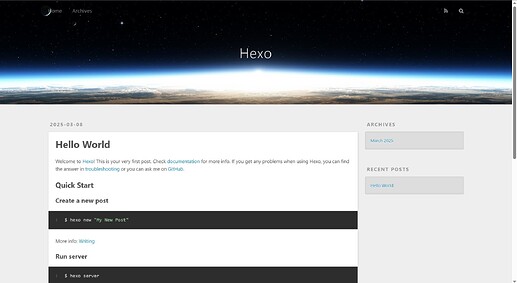 Home Archives
Hexo
2025-03-06
Hello World
Welcome to Hexo! This is your very first post. Check documentation for more info. If you get any problems when using Hexo, you can find
the answer in troubleshooting or you can ask me on GitHub.
Quick Start
Create a new post
1 $ hexo new "My New Post"
More info: Writing
Run server
1 $ hexo server
ARCHIVES
March 2025
RECENT POSTS
Hello World